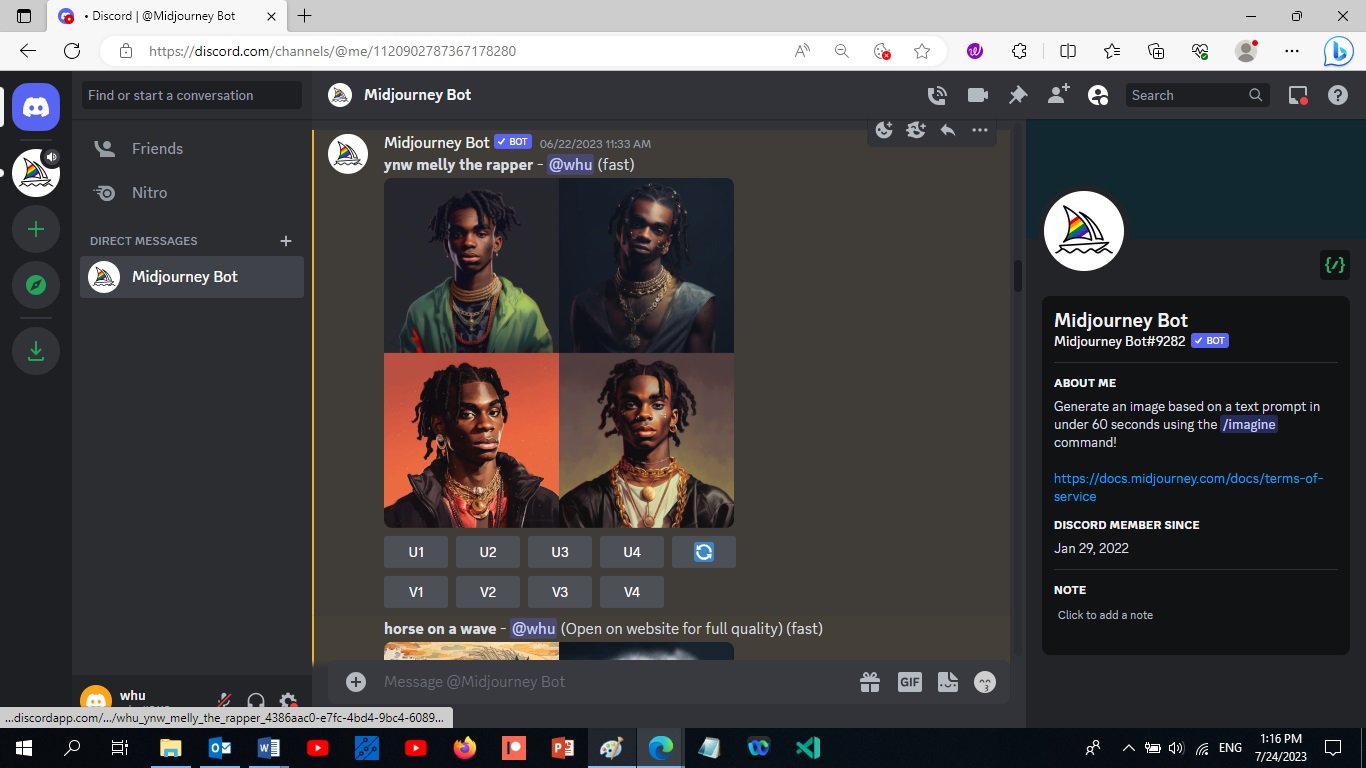 • Discord | @Midjourney Bot
https://discord.com/channels/@me/1120902787367178280
Find or start a conversation
Friends
Nitro
DIRECT MESSAGES
Midjourney Bot
Midjourney Bot
Search
Midjourney Bot BOT 06/22/2023 11:33 AM
ynw melly the rapper - @whu (fast)
U1 U2 U3 U4
V1 V2 V3 V4
horse on a wave - @whu (Open on website for full quality) (fast)
Message @Midjourney Bot
GIF
Midjourney Bot
Midjourney Bot#9282 BOT
ABOUT ME
Generate an image based on a text prompt in
under 60 seconds using the /imagine
command!
https://docs.midjourney.com/docs/terms-of-
service
DISCORD MEMBER SINCE
Jan 29, 2022
NOTE
Click to add a note
whu
...discordapp.com/.../whu_ynw_melly_the_rapper_4386aac0-e7fc-4bd4-9bc4-6089...
ENG
1:16 PM
7/24/2023